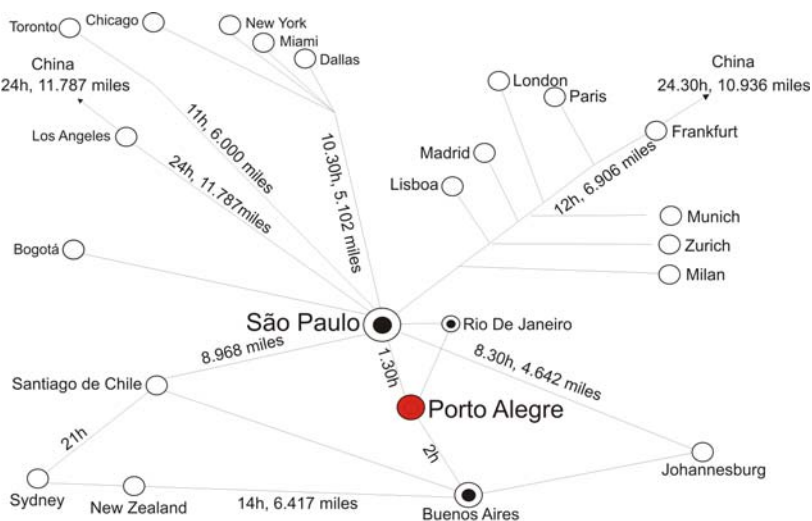 Toronto
Chicago
New York
Miami
Dallas
China
24h, 11.787 miles
China
24.30h, 10.936 miles
London
Paris
Frankfurt
Los Angeles
11h, 6.000 miles
24h, 11.787miles
10.30h, 5.102 miles
Madrid
Lisboa
12h, 6.906 miles
Munich
Zurich
Milan
Bogotá
São Paulo
Rio De Janeiro
8.968 miles
1.30h
8.30h, 4.642 miles
Santiago de Chile
Porto Alegre
21h
2h
Johannesburg
Sydney
New Zealand
14h, 6.417 miles
Buenos Aires